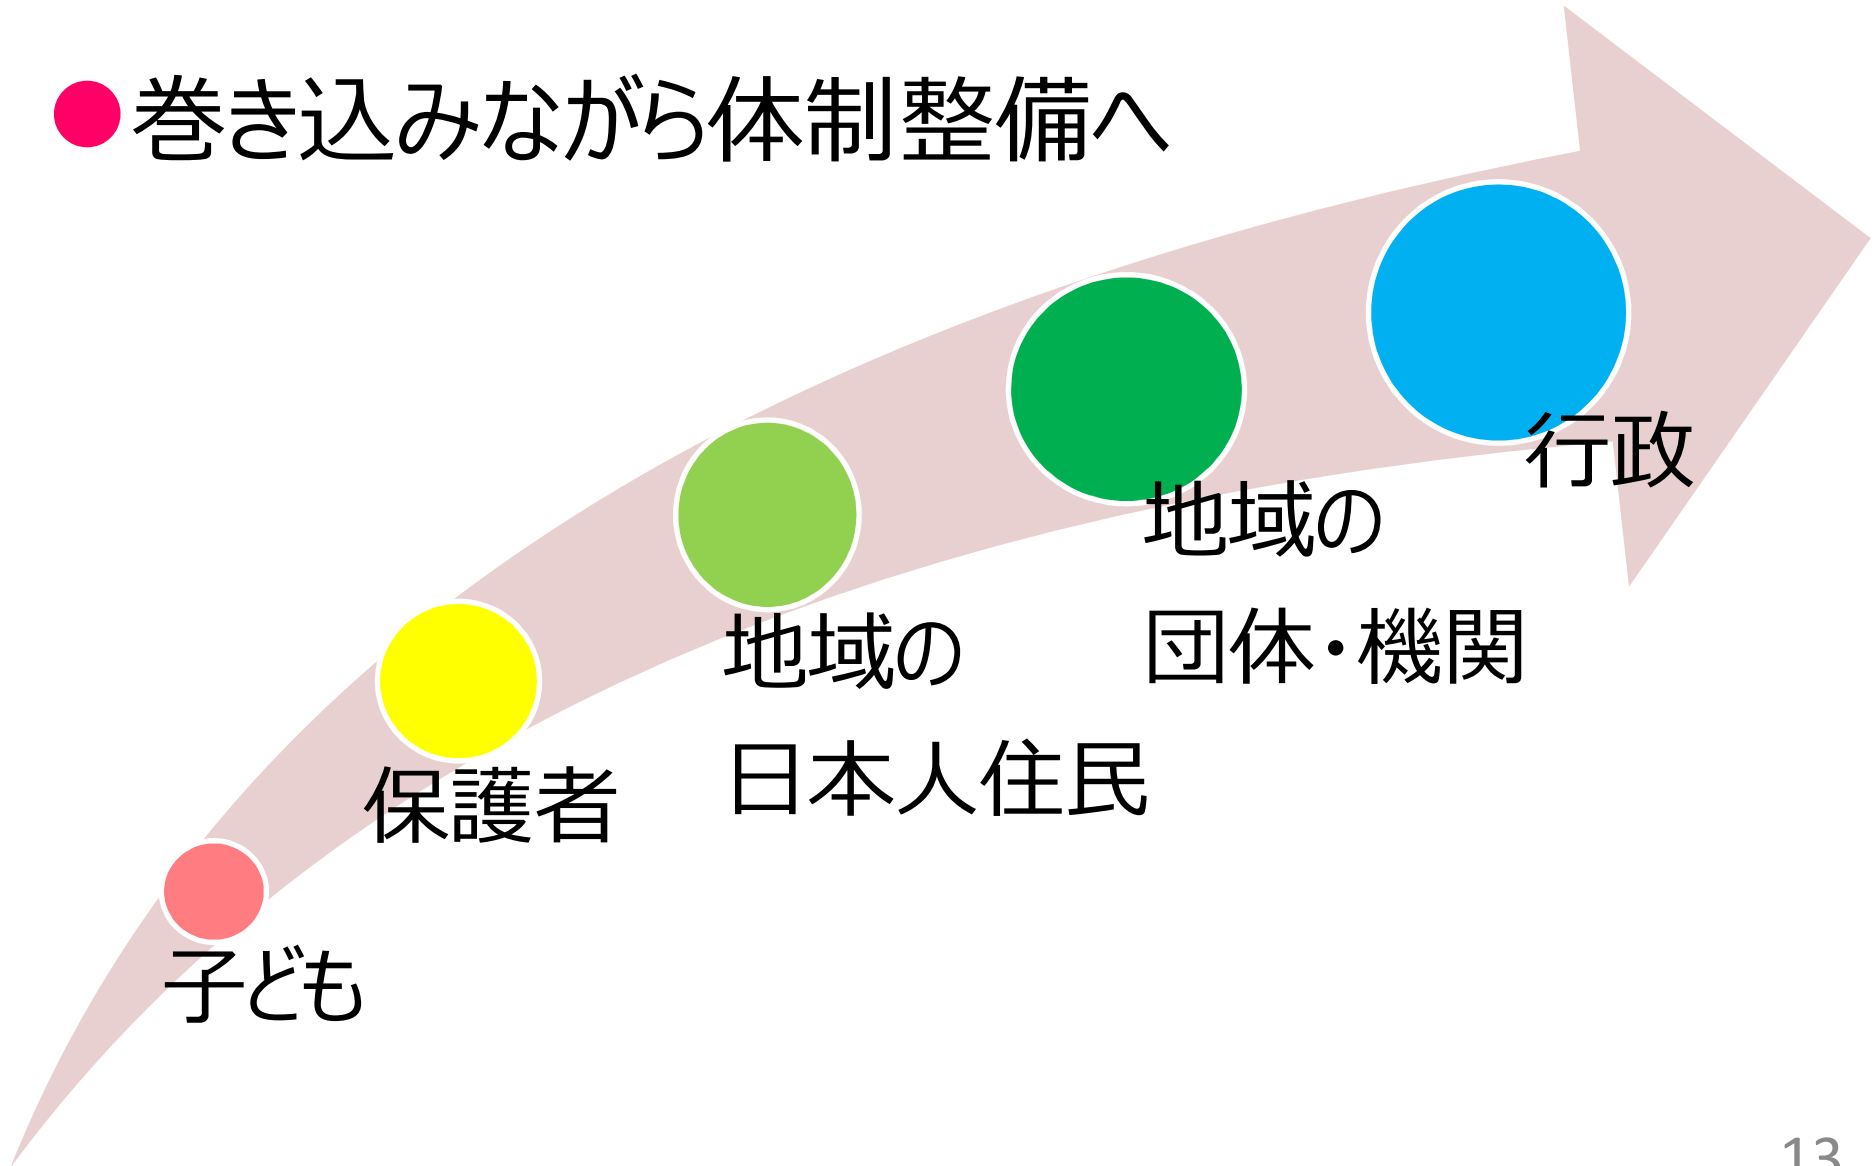 ●巻き込みながら体制整備へ
子ども
保護者
地域の
日本人住民
地域の
団体・機関
行政
13